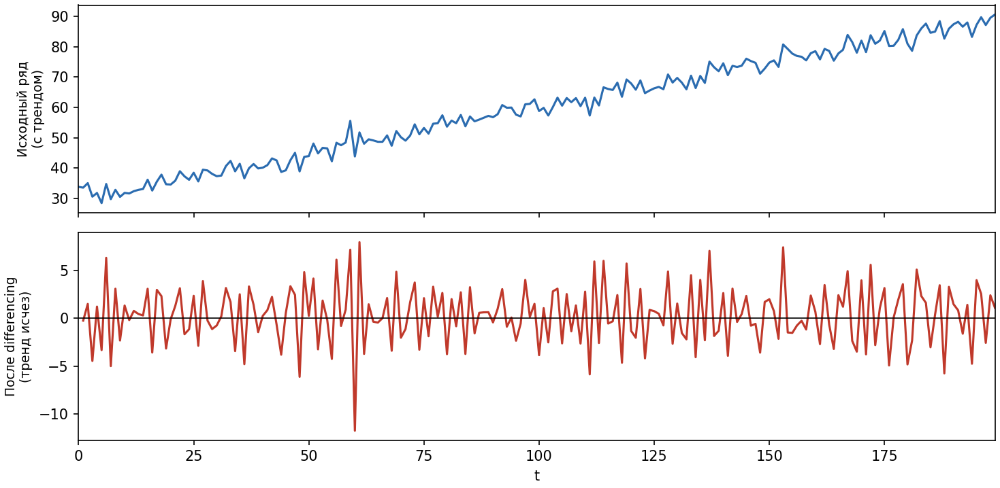 Исходный ряд
(с трендом)
90
80
70
60
50
40
30
После differencing
(тренд исчез)
5
0
−5
−10
0 25 50 75 100 125 150 175
t